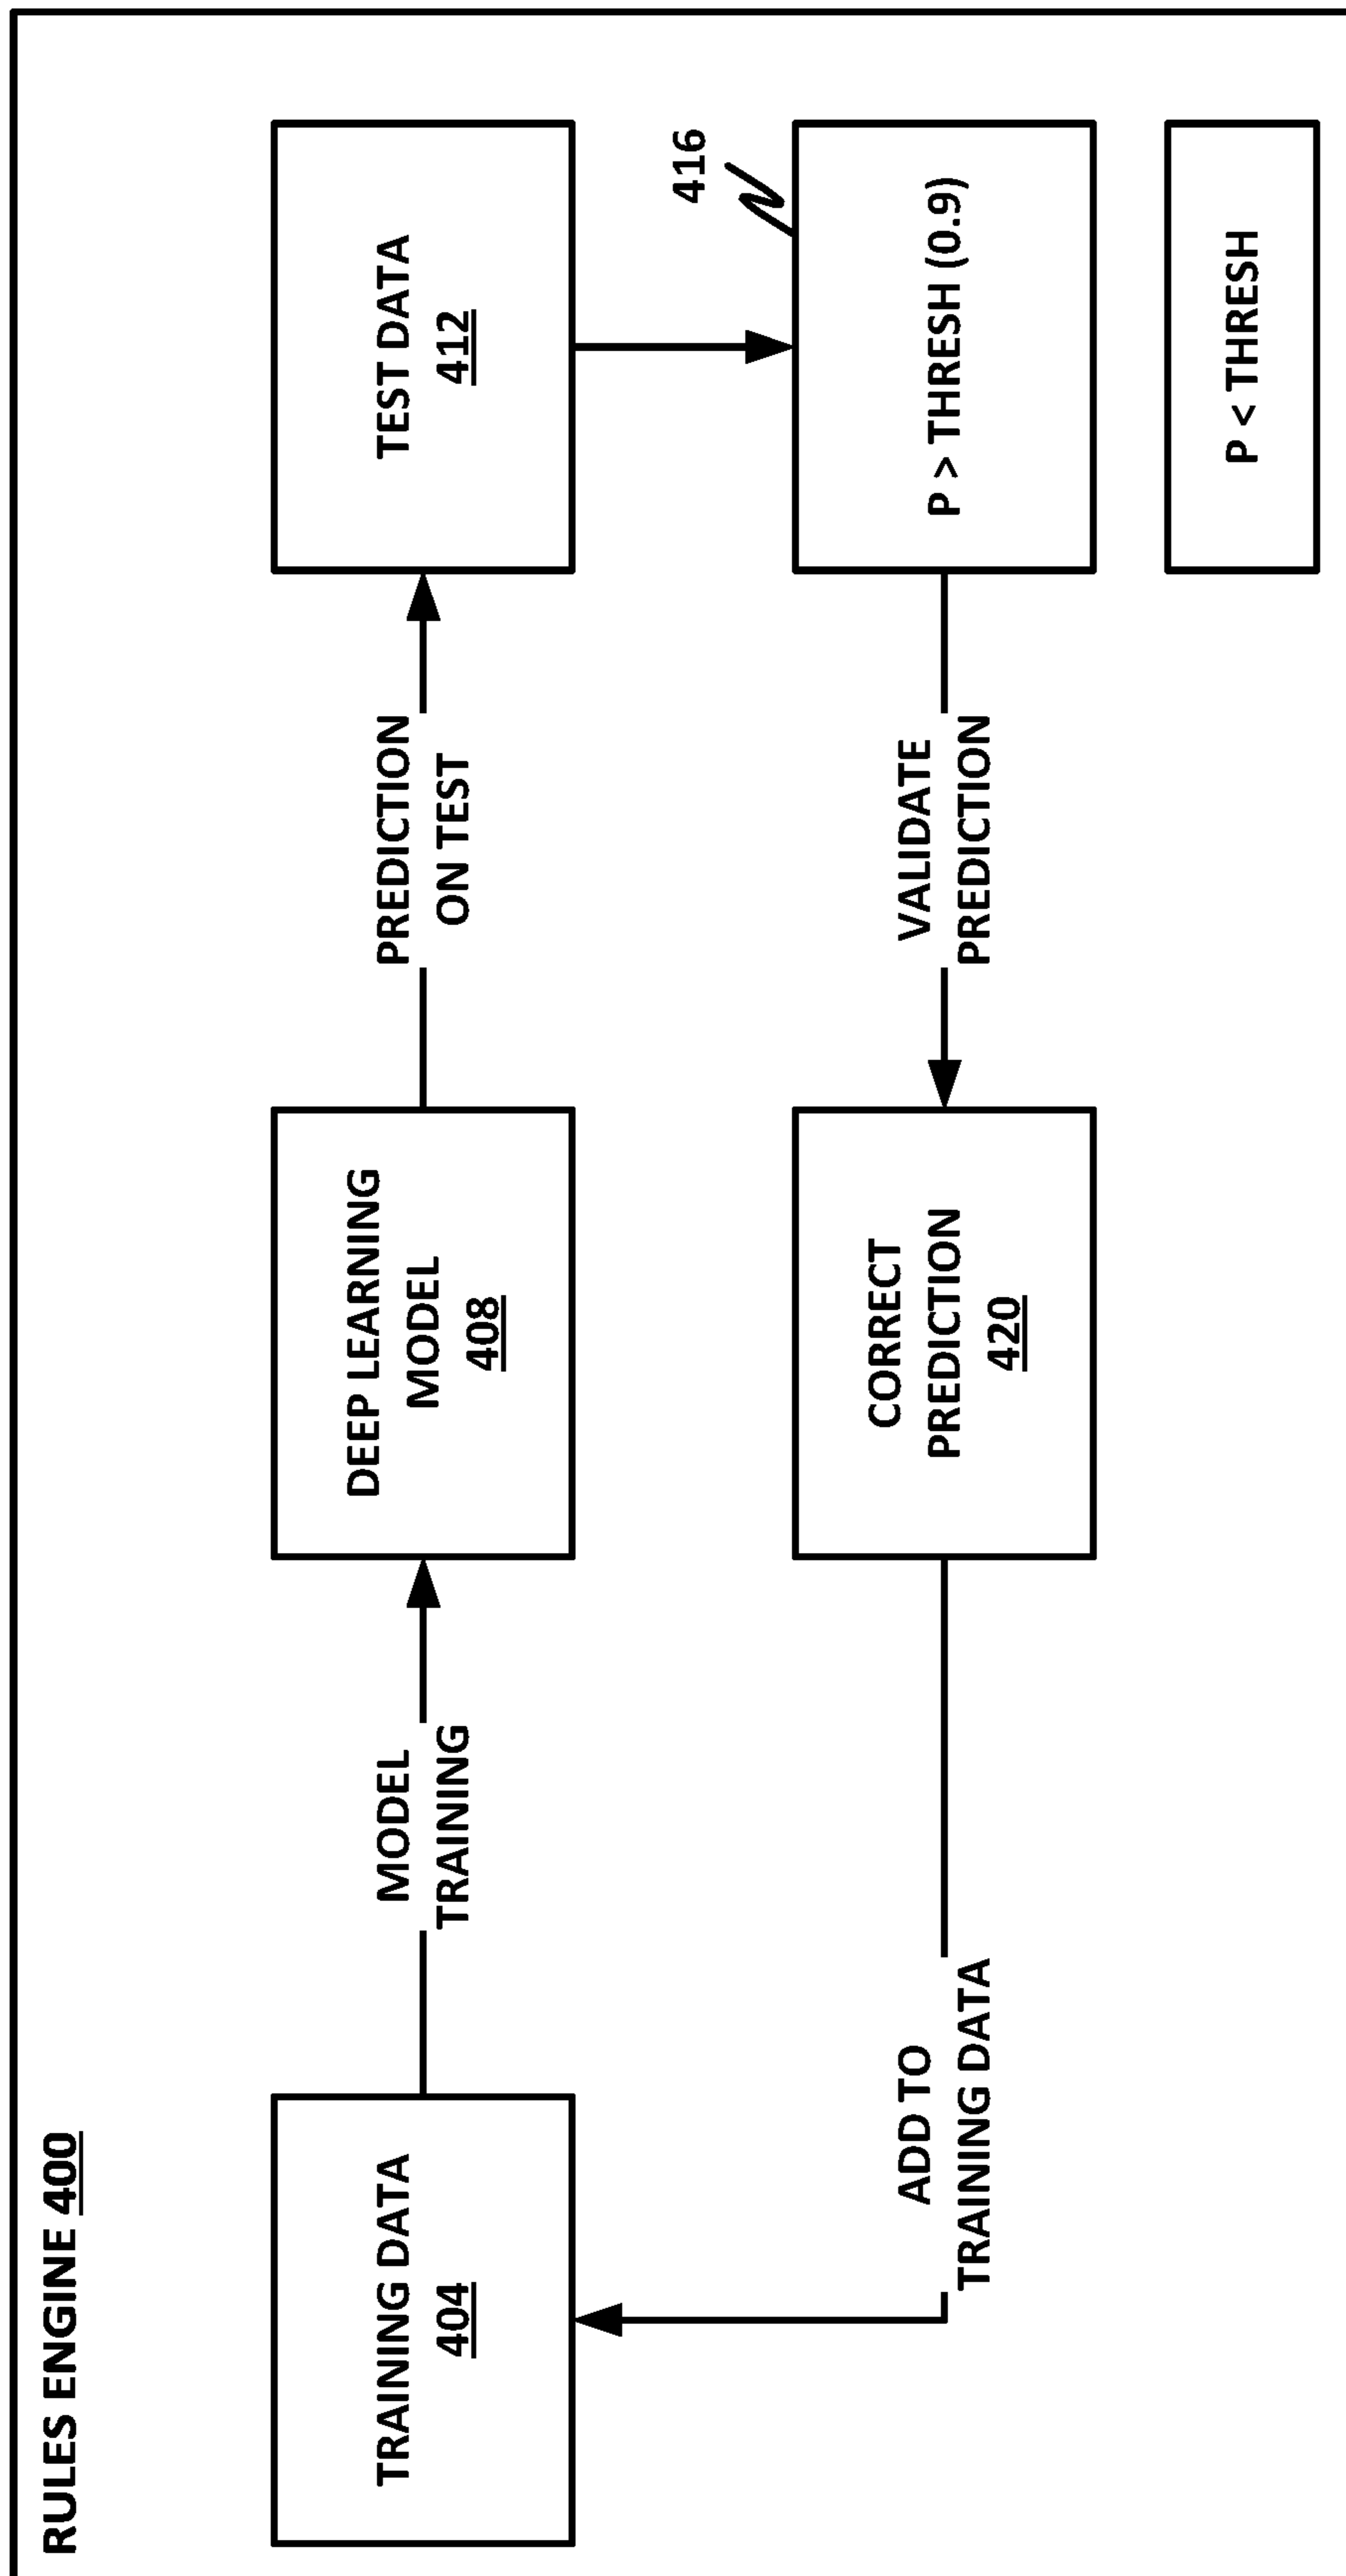 RULES ENGINE 400
TRAINING DATA
404
MODEL
TRAINING
DEEP LEARNING
MODEL
408
PREDICTION
ON TEST
TEST DATA
412
416
P > THRESH (0.9)
VALIDATE
PREDICTION
CORRECT
PREDICTION
420
ADD TO
TRAINING DATA
P < THRESH